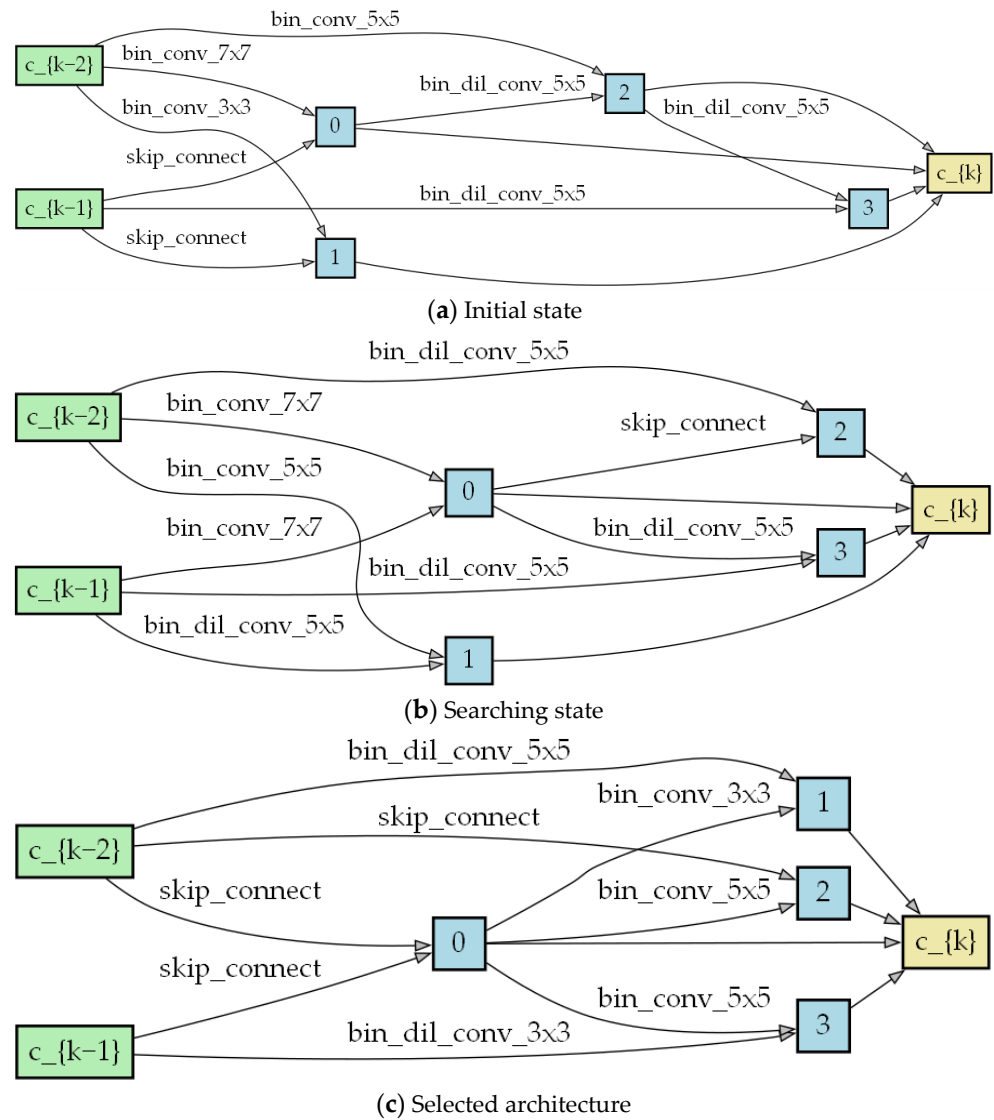 bin_conv_5x5
c_{k−2}
bin_conv_7x7
bin_dil_conv_5x5
2
bin_conv_3x3
bin_dil_conv_5x5
0
skip_connect
c_{k}
bin_dil_conv_5x5
c_{k−1}
3
skip_connect
1
(a) Initial state
bin_dil_conv_5x5
bin_conv_7x7
c_{k−2}
skip_connect
2
bin_conv_5x5
0
c_{k}
bin_conv_7x7
bin_dil_conv_5x5
3
bin_dil_conv_5x5
c_{k−1}
bin_dil_conv_5x5
1
(b) Searching state
bin_dil_conv_5x5
bin_conv_3x3
1
skip_connect
c_{k−2}
skip_connect
bin_conv_5x5
2
0
c_{k}
skip_connect
bin_conv_5x5
3
bin_dil_conv_3x3
c_{k−1}
(c) Selected architecture